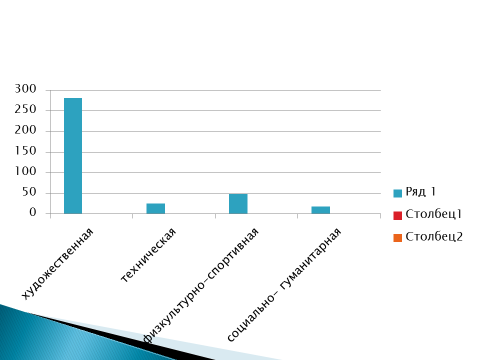 300
250
200
150
100
50
0
художественная
техническая
физкультурно-спортивная
социально- гуманитарная
Ряд 1
Столбец1
Столбец2